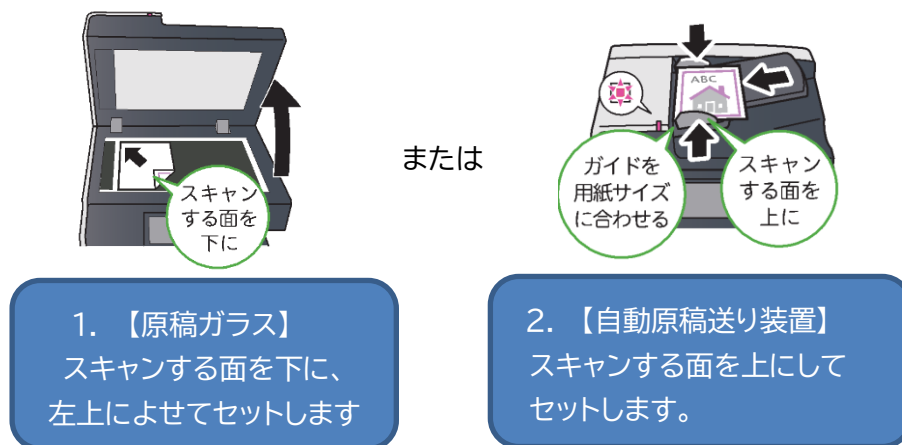 スキャン
する面を
下に
または
ABC
ガイドを
用紙サイズ
に合わせる
スキャン
する面を
上に
1. 【原稿ガラス】
スキャンする面を下に、
左上によせてセットします
2. 【自動原稿送り装置】
スキャンする面を上にして
セットします。